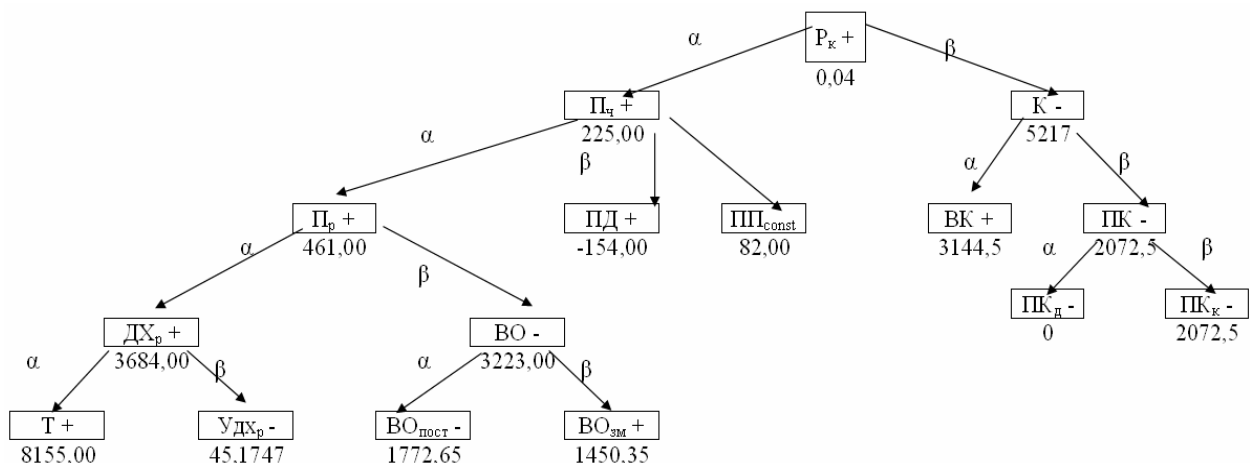 Рк +
α
β
0,04
Пч +
К -
225,00
5217
α
β
α
β
Пр +
ПД +
ППconst
ВК +
ПК -
461,00
-154,00
82,00
3144,5
2072,5
α
β
α
β
ПКд -
ПКк -
0
2072,5
ДХр +
ВО -
3684,00
3223,00
α
β
α
β
Т +
Удхр -
ВОпост -
ВОзм +
8155,00
45,1747
1772,65
1450,35